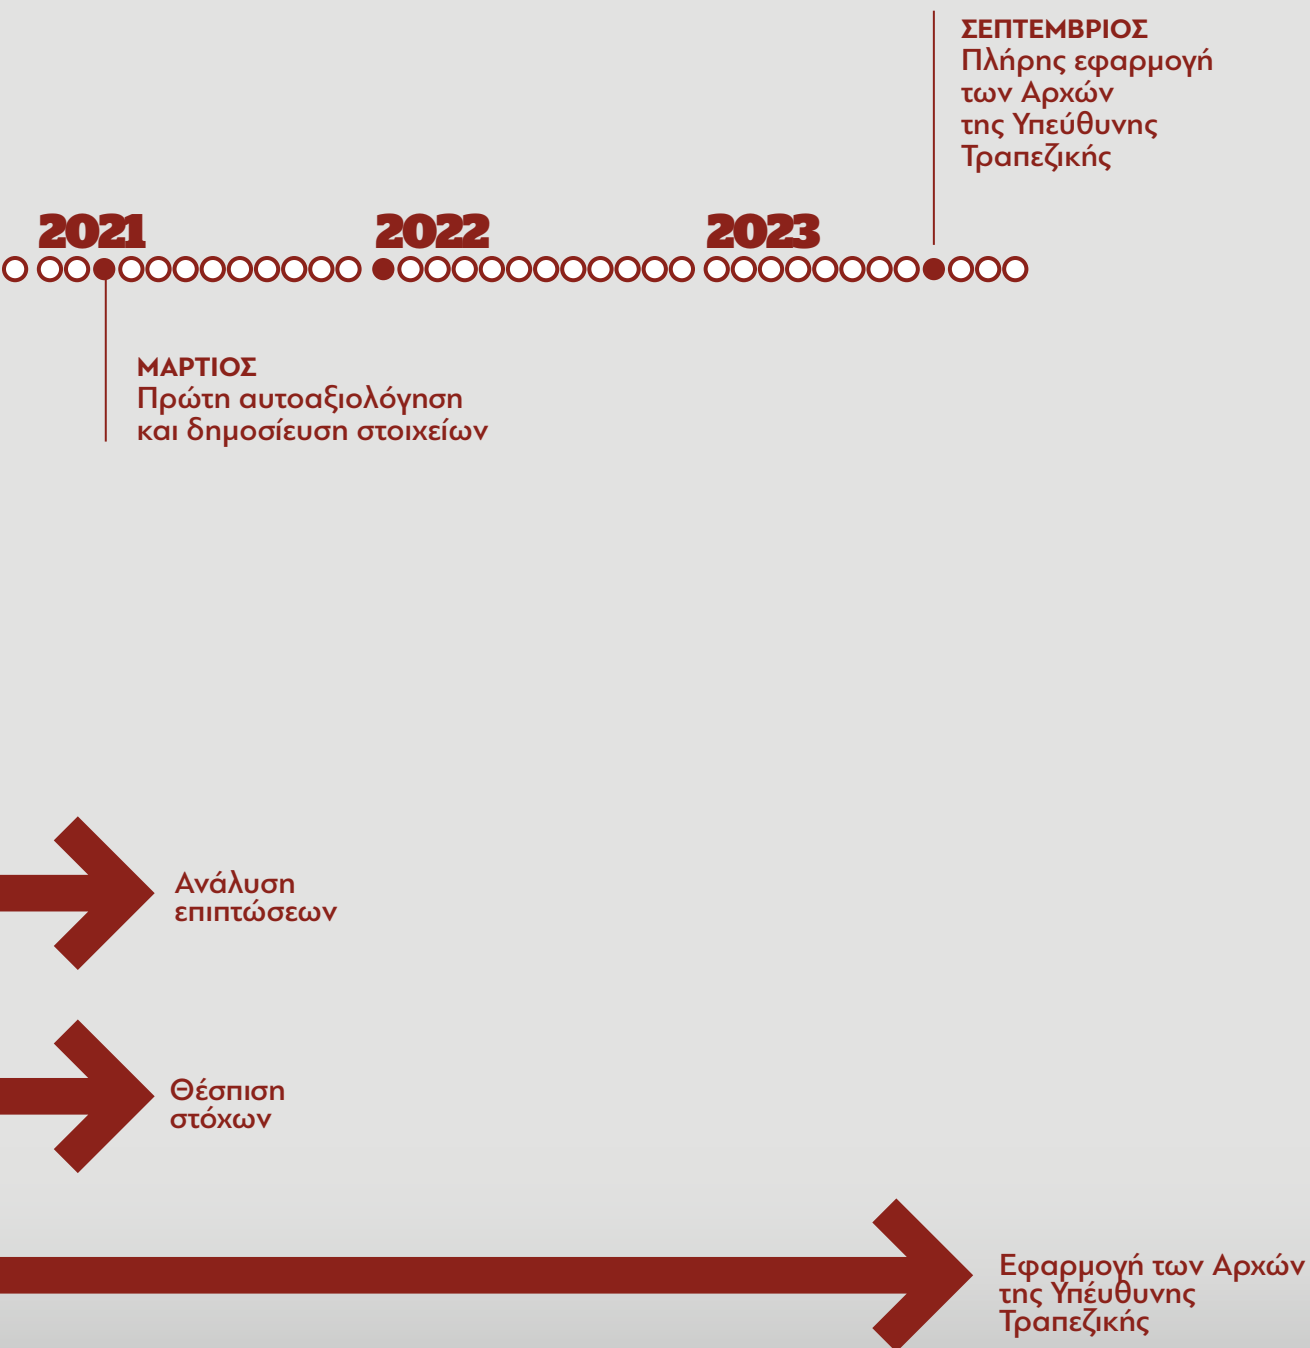 ΣΕΠΤΕΜΒΡΙΟΣ
Πλήρης εφαρμογή
των Αρχών
της Υπεύθυνης
Τραπεζικής
2021
2022
2023
ΜΑΡΤΙΟΣ
Πρώτη αυτοαξιολόγηση
και δημοσίευση στοιχείων
Ανάλυση
επιπτώσεων
Θέσπιση
στόχων
Εφαρμογή των Αρχών
της Υπέυθυνης
Τραπεζικής